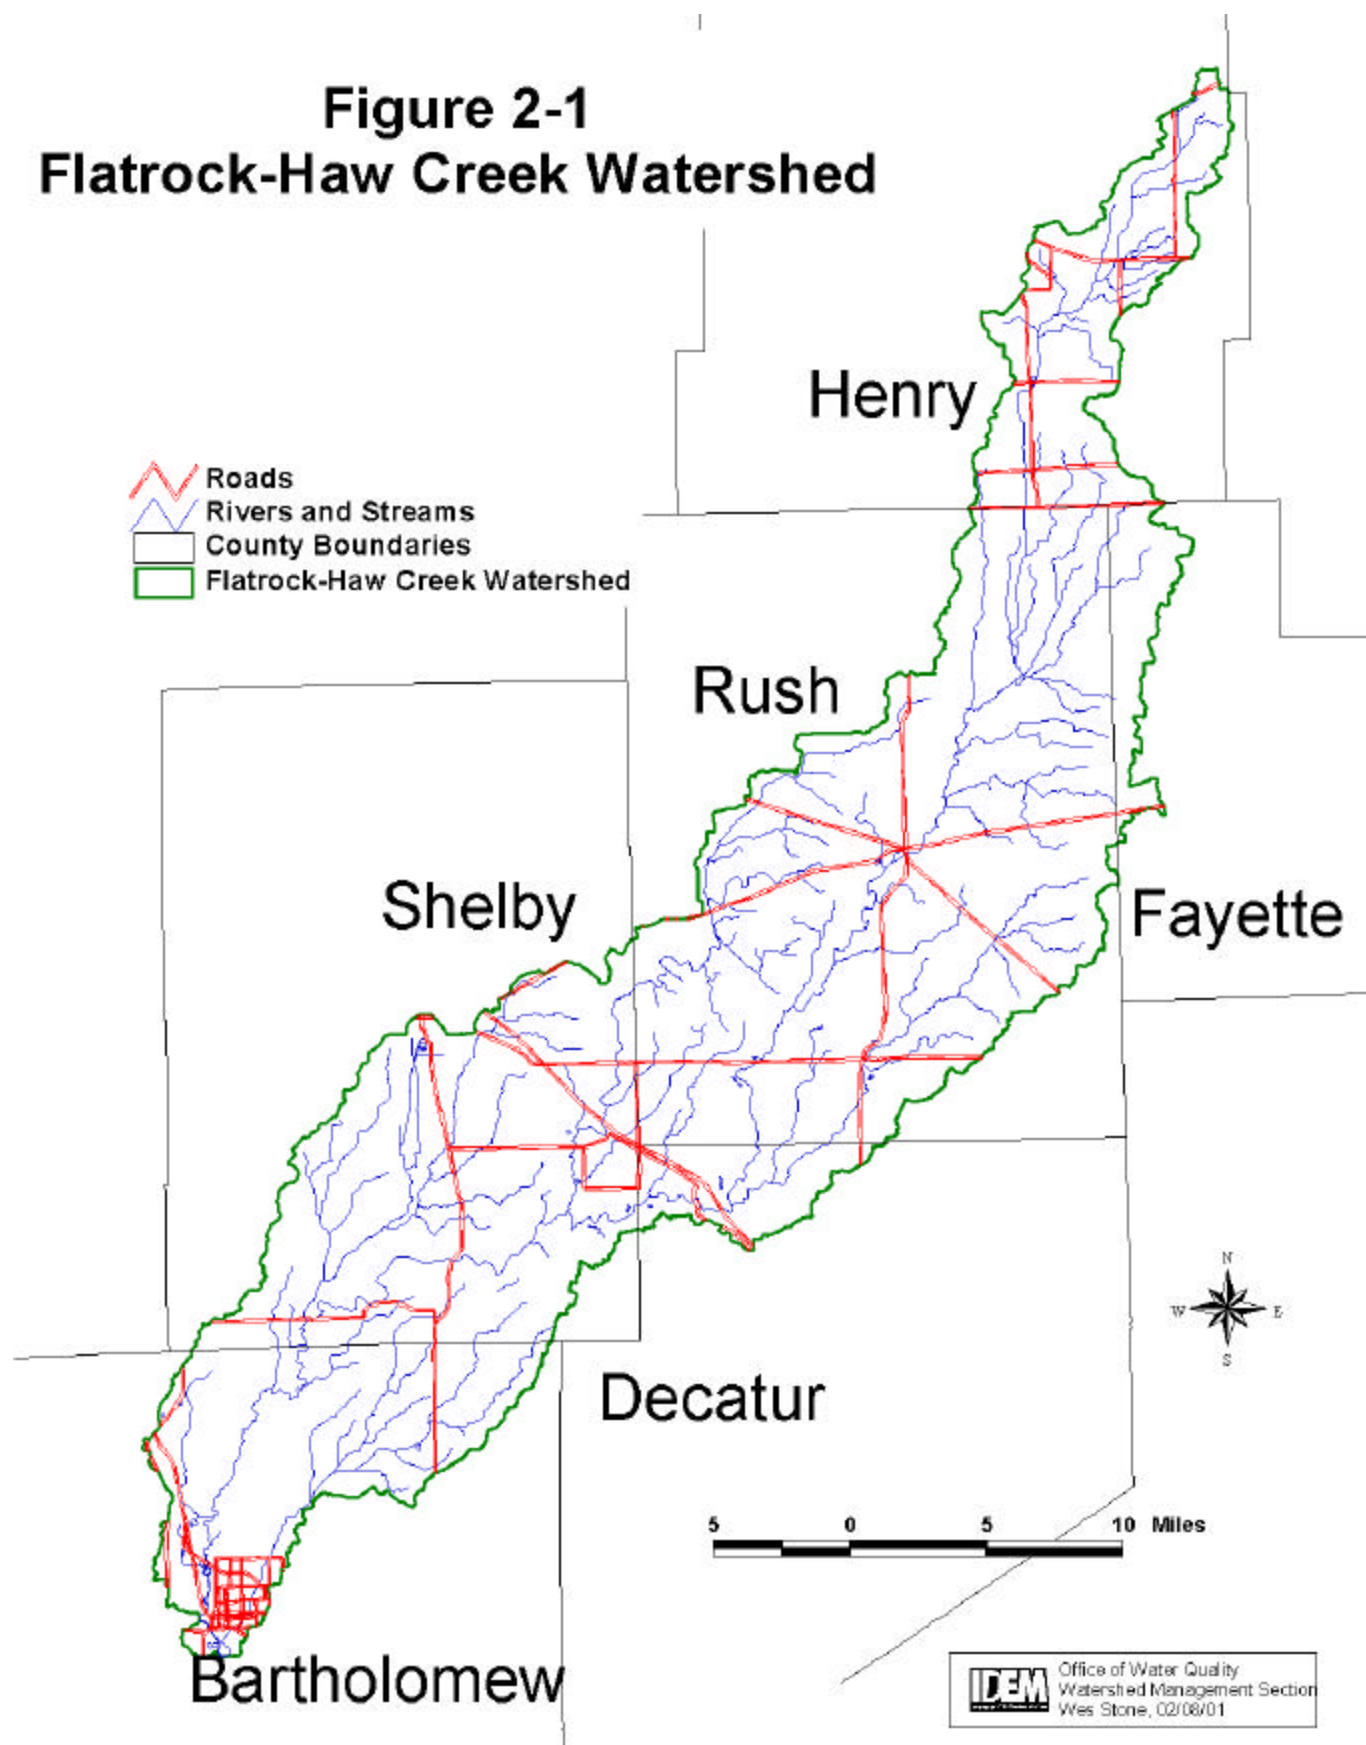 Figure 2-1
Flatrock-Haw Creek Watershed
Henry
Roads
Rivers and Streams
County Boundaries
Flatrock-Haw Creek Watershed
Rush
Shelby
Fayette
N
W E
S
Decatur
5 0 5 10 Miles
Bartholomew
IDEM
Office of Water Quality
Watershed Management Section
Wes Stone, 02/08/01